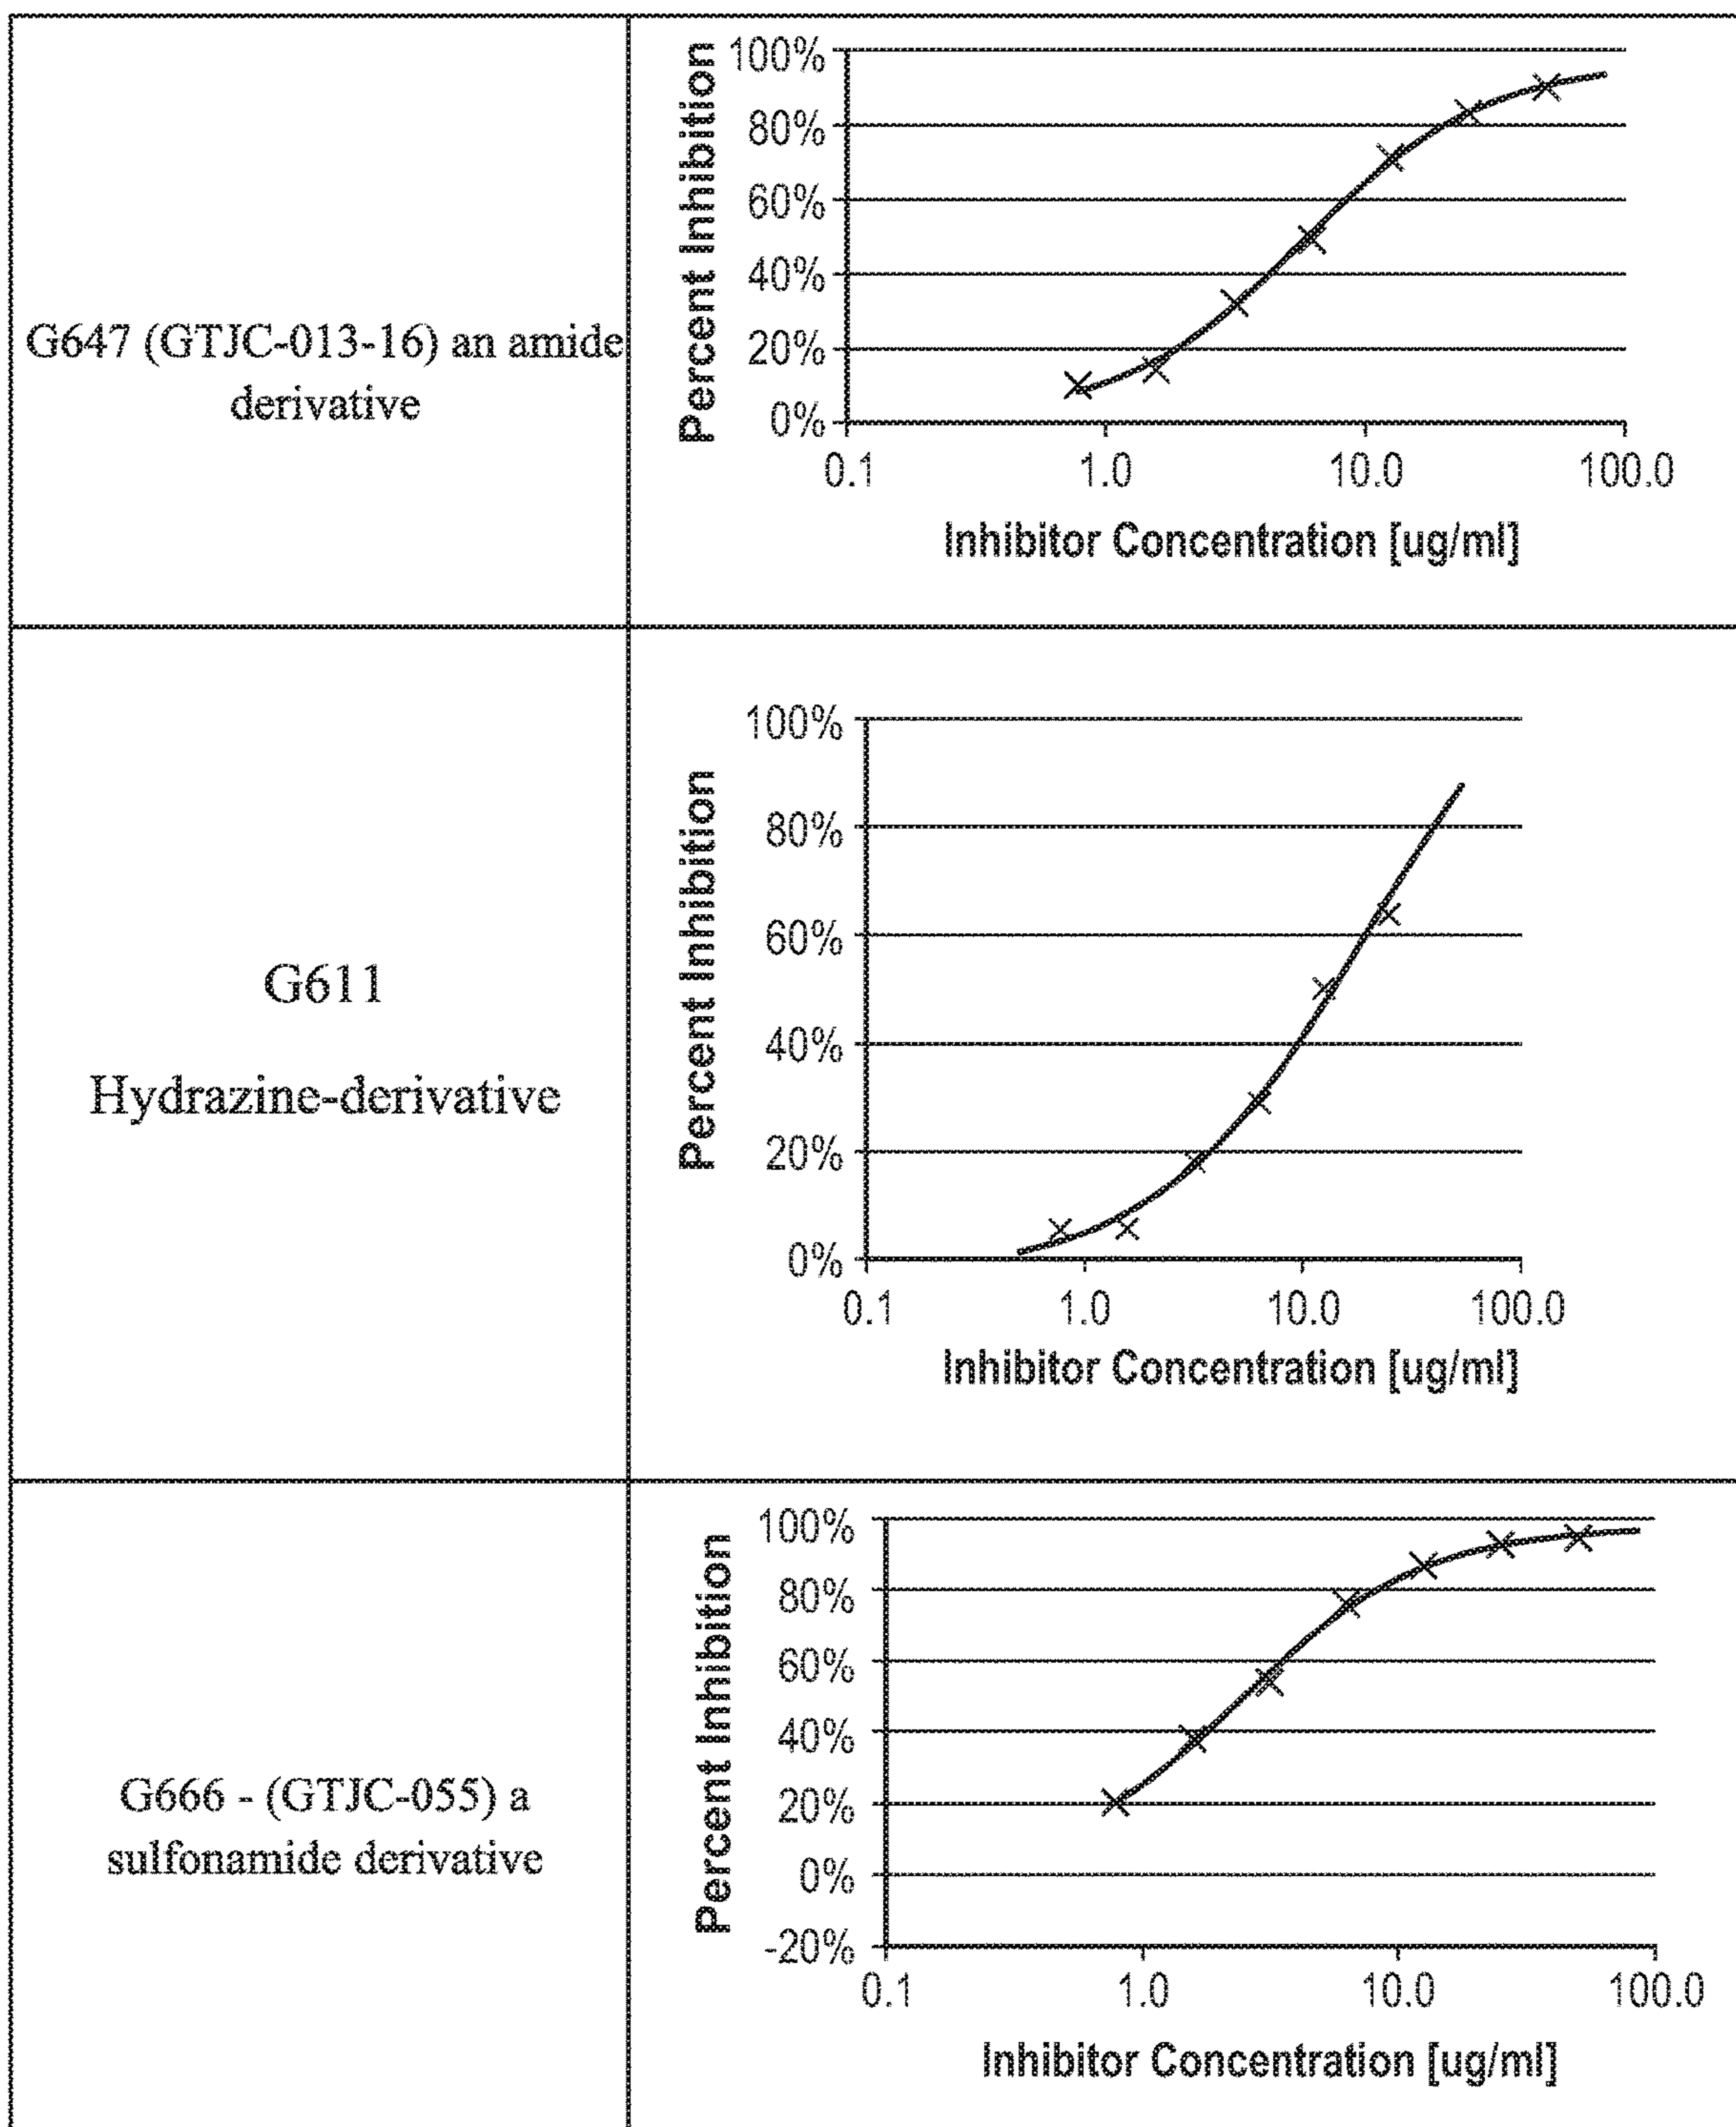 100%
80%
60%
40%
20%
0%
Percent Inhibition
0.1 1.0 10.0 100.0
Inhibitor Concentration [ug/ml]
G647 (GTJC-013-16) an amide
derivative
100%
80%
60%
40%
20%
0%
Percent Inhibition
0.1 1.0 10.0 100.0
Inhibitor Concentration [ug/ml]
G611
Hydrazine-derivative
100%
80%
60%
40%
20%
0%
-20%
Percent Inhibition
0.1 1.0 10.0 100.0
Inhibitor Concentration [ug/ml]
G666 - (GTJC-055) a
sulfonamide derivative